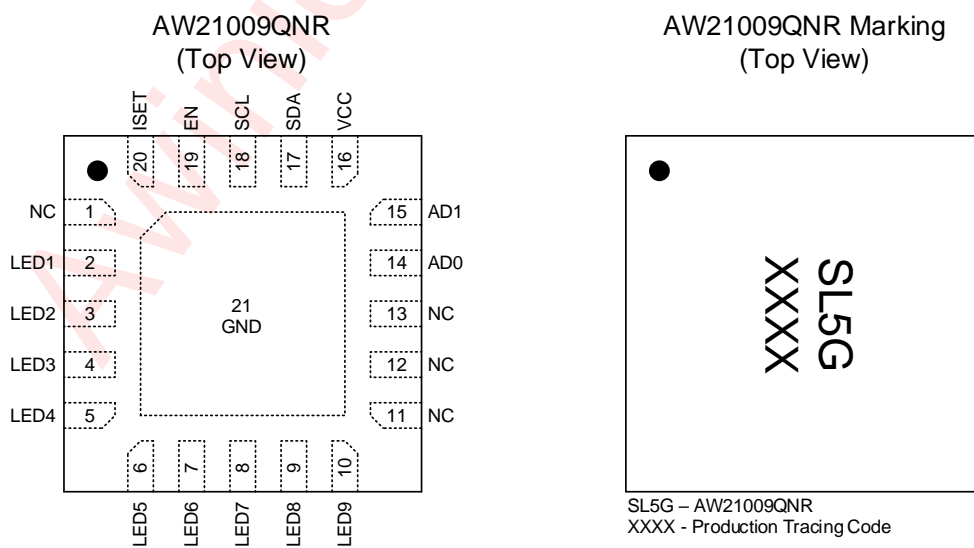 AW21009QNR
(Top View)
ISET
EN
SCL
SDA
VCC
20
19
18
17
16
NC 1
LED1 2
LED2 3
LED3 4
LED4 5
15 AD1
14 AD0
13 NC
12 NC
11 NC
21
GND
6
7
8
9
10
LED5
LED6
LED7
LED8
LED9
AW21009QNR Marking
(Top View)
SL5G
XXXX
SL5G – AW21009QNR
XXXX - Production Tracing Code